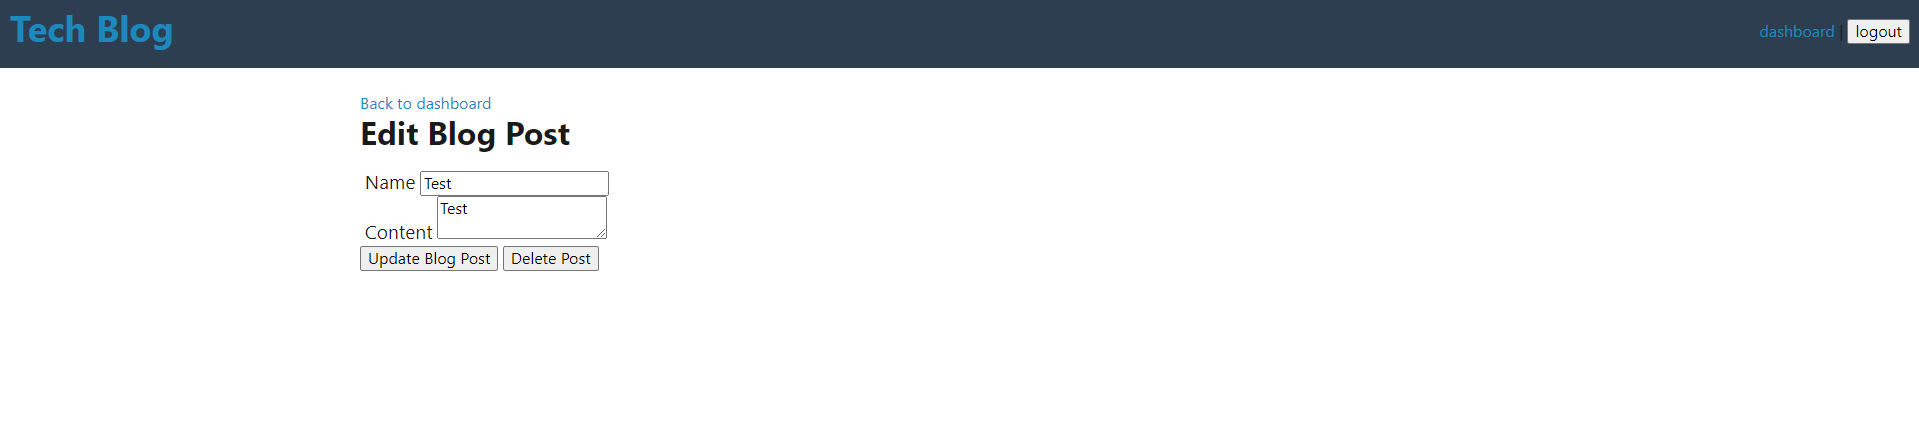 Tech Blog
dashboard | logout
Back to dashboard
Edit Blog Post
Name Test
Content Test
Update Blog Post Delete Post